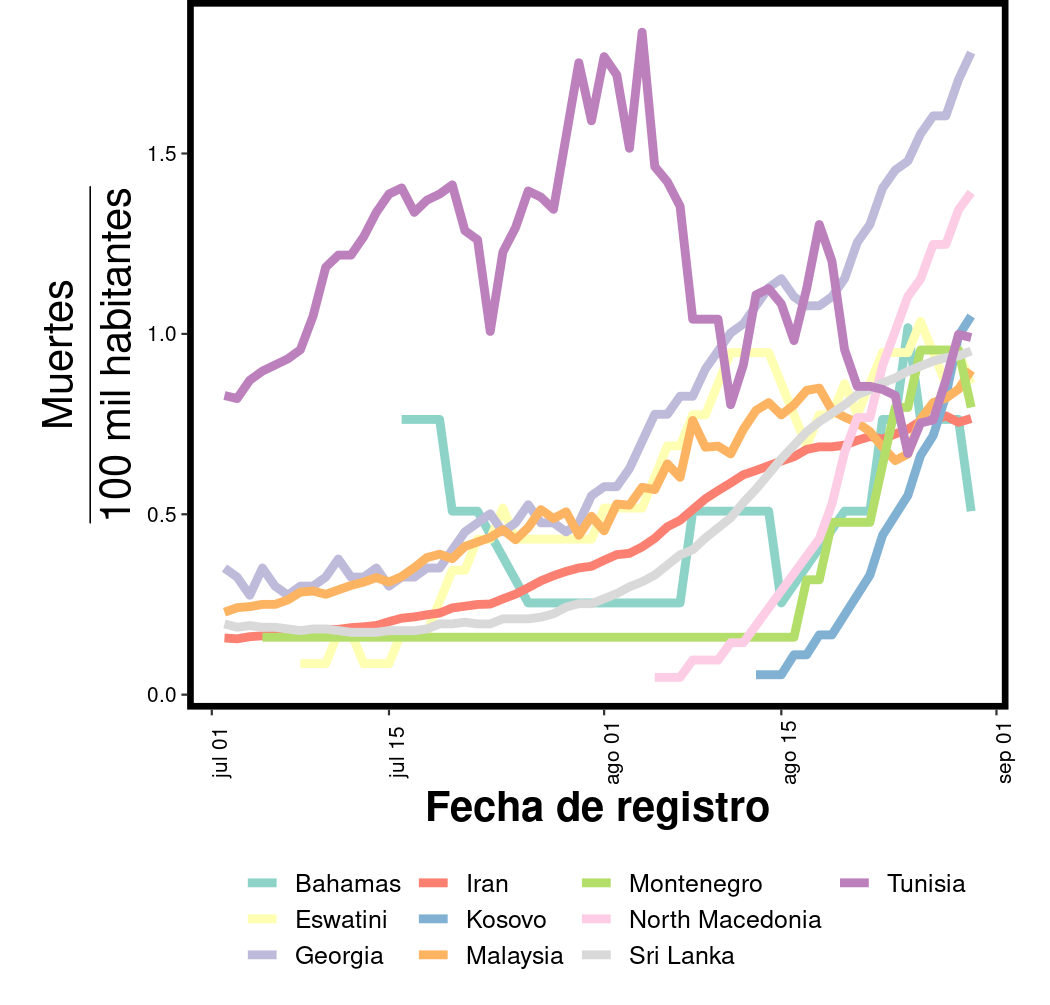 Muertes
100 mil habitantes
1.5
1.0
0.5
0.0
jul 01
jul 15
ago 01
ago 15
sep 01
Fecha de registro
Bahamas Iran Montenegro Tunisia
Eswatini Kosovo North Macedonia
Georgia Malaysia Sri Lanka